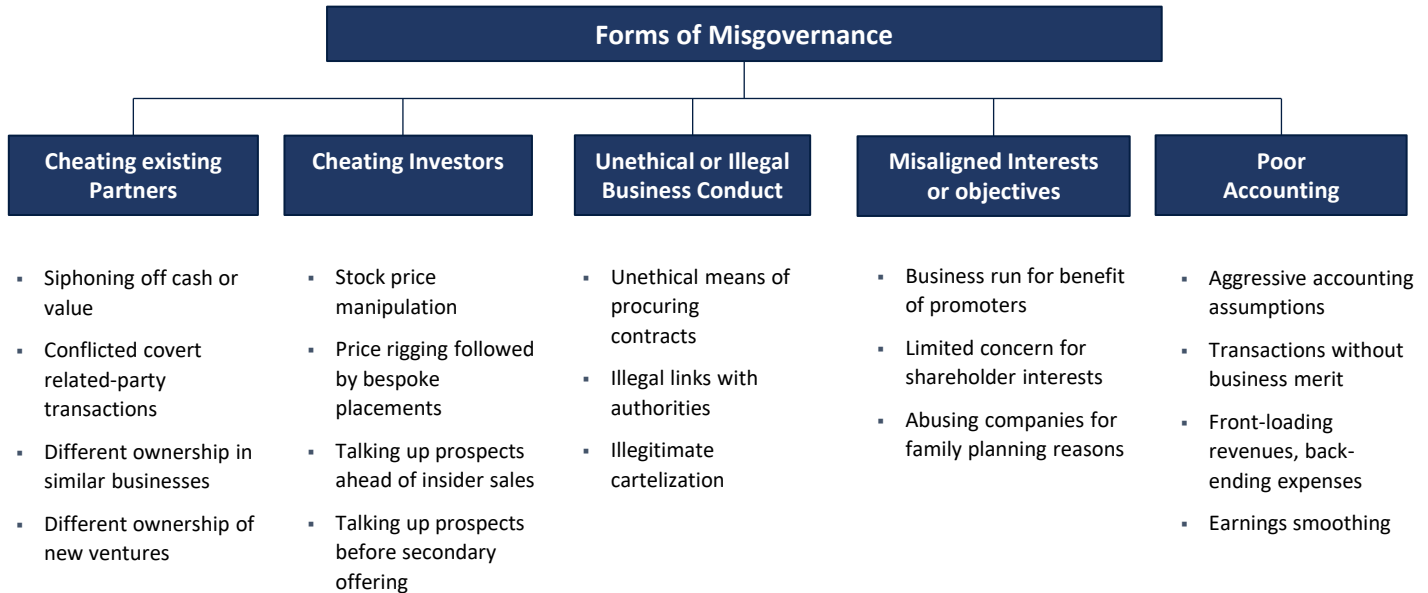 Forms of Misgovernance
Cheating existing
Partners
Cheating Investors
Unethical or Illegal
Business Conduct
Misaligned Interests
or objectives
Poor
Accounting
▪ Siphoning off cash or
value
▪ Conflicted covert
related-party
transactions
▪ Different ownership in
similar businesses
▪ Different ownership of
new ventures
▪ Stock price
manipulation
▪ Price rigging followed
by bespoke
placements
▪ Talking up prospects
ahead of insider sales
▪ Talking up prospects
before secondary
offering
▪ Unethical means of
procuring
contracts
▪ Illegal links with
authorities
▪ Illegitimate
cartelization
▪ Business run for benefit
of promoters
▪ Limited concern for
shareholder interests
▪ Abusing companies for
family planning reasons
▪ Aggressive accounting
assumptions
▪ Transactions without
business merit
▪ Front-loading
revenues, back-
ending expenses
▪ Earnings smoothing